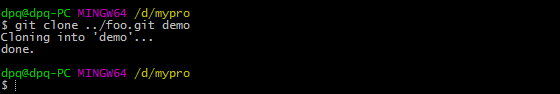 dpq@dpq-PC MINGW64 /d/mypro
$ git clone ../foo.git demo
Cloning into 'demo'...
done.
dpq@dpq-PC MINGW64 /d/mypro
$